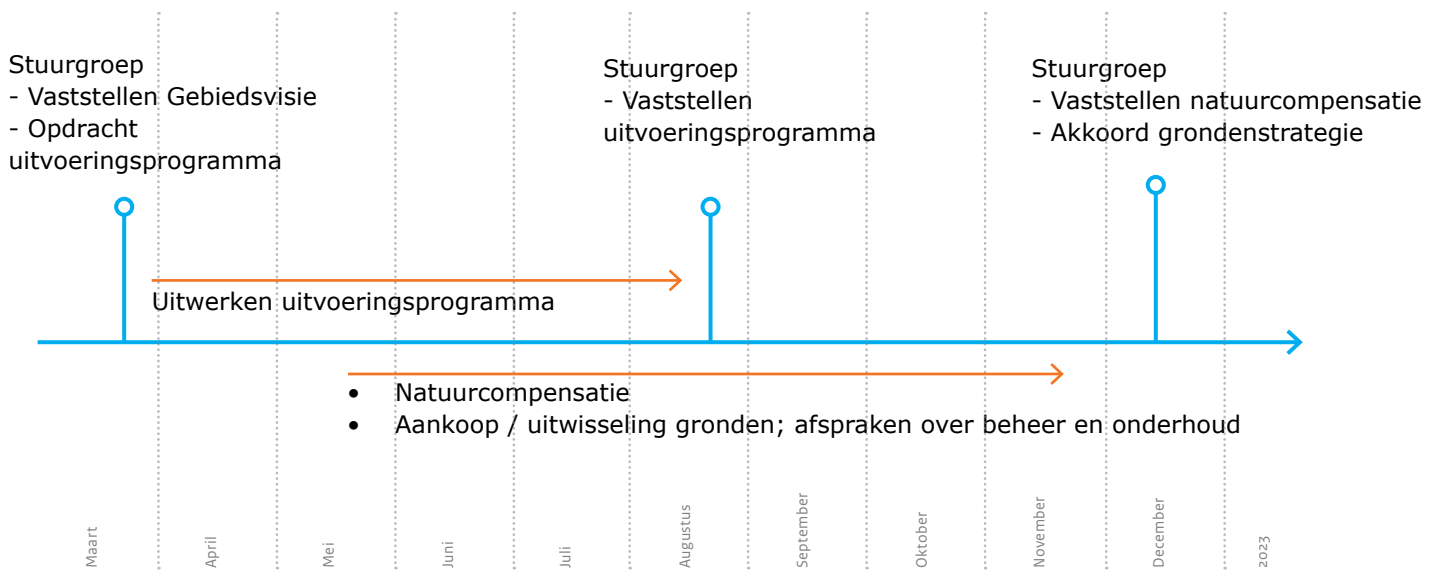 Stuurgroep
- Vaststellen Gebiedsvisie
- Opdracht
uitvoeringsprogramma
Stuurgroep
- Vaststellen
uitvoeringsprogramma
Stuurgroep
- Vaststellen natuurcompensatie
- Akkoord grondenstrategie
Uitwerken uitvoeringsprogramma
• Natuurcompensatie
• Aankoop / uitwisseling gronden; afspraken over beheer en onderhoud
Maart
April
Mei
Juni
Juli
Augustus
September
Oktober
November
December
2023